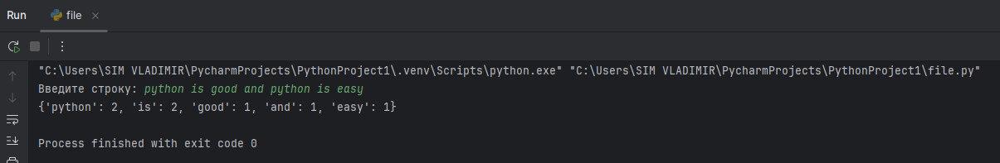 Run file
"C:\Users\SIM VLADIMIR\PycharmProjects\PythonProject1\.venv\Scripts\python.exe" "C:\Users\SIM VLADIMIR\PycharmProjects\PythonProject1\file.py"
Введите строку: python is good and python is easy
{'python': 2, 'is': 2, 'good': 1, 'and': 1, 'easy': 1}
Process finished with exit code 0